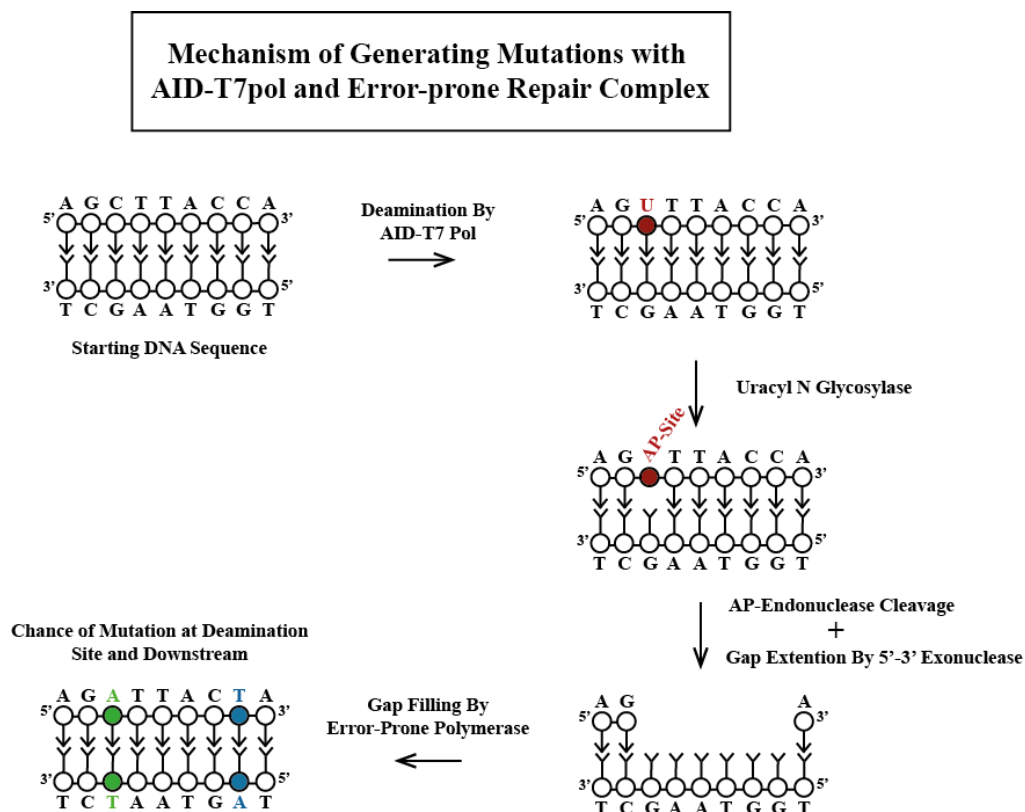 Mechanism of Generating Mutations with
AID-T7pol and Error-prone Repair Complex
A G C T T A C C A
5’ 3’
3’ 5’
T C G A A T G G T
Starting DNA Sequence
Deamination By
AID-T7 Pol
A G U T T A C C A
5’ 3’
3’ 5’
T C G A A T G G T
Uracyl N Glycosylase
A G AP-Site T T A C C A
5’ 3’
3’ 5’
T C G A A T G G T
AP-Endonuclease Cleavage
+
Gap Extention By 5’-3’ Exonuclease
A G A
5’ 3’
3’ 5’
T C G A A T G G T
Gap Filling By
Error-Prone Polymerase
Chance of Mutation at Deamination
Site and Downstream
A G A T T A C T A
5’ 3’
3’ 5’
T C T A A T G A T